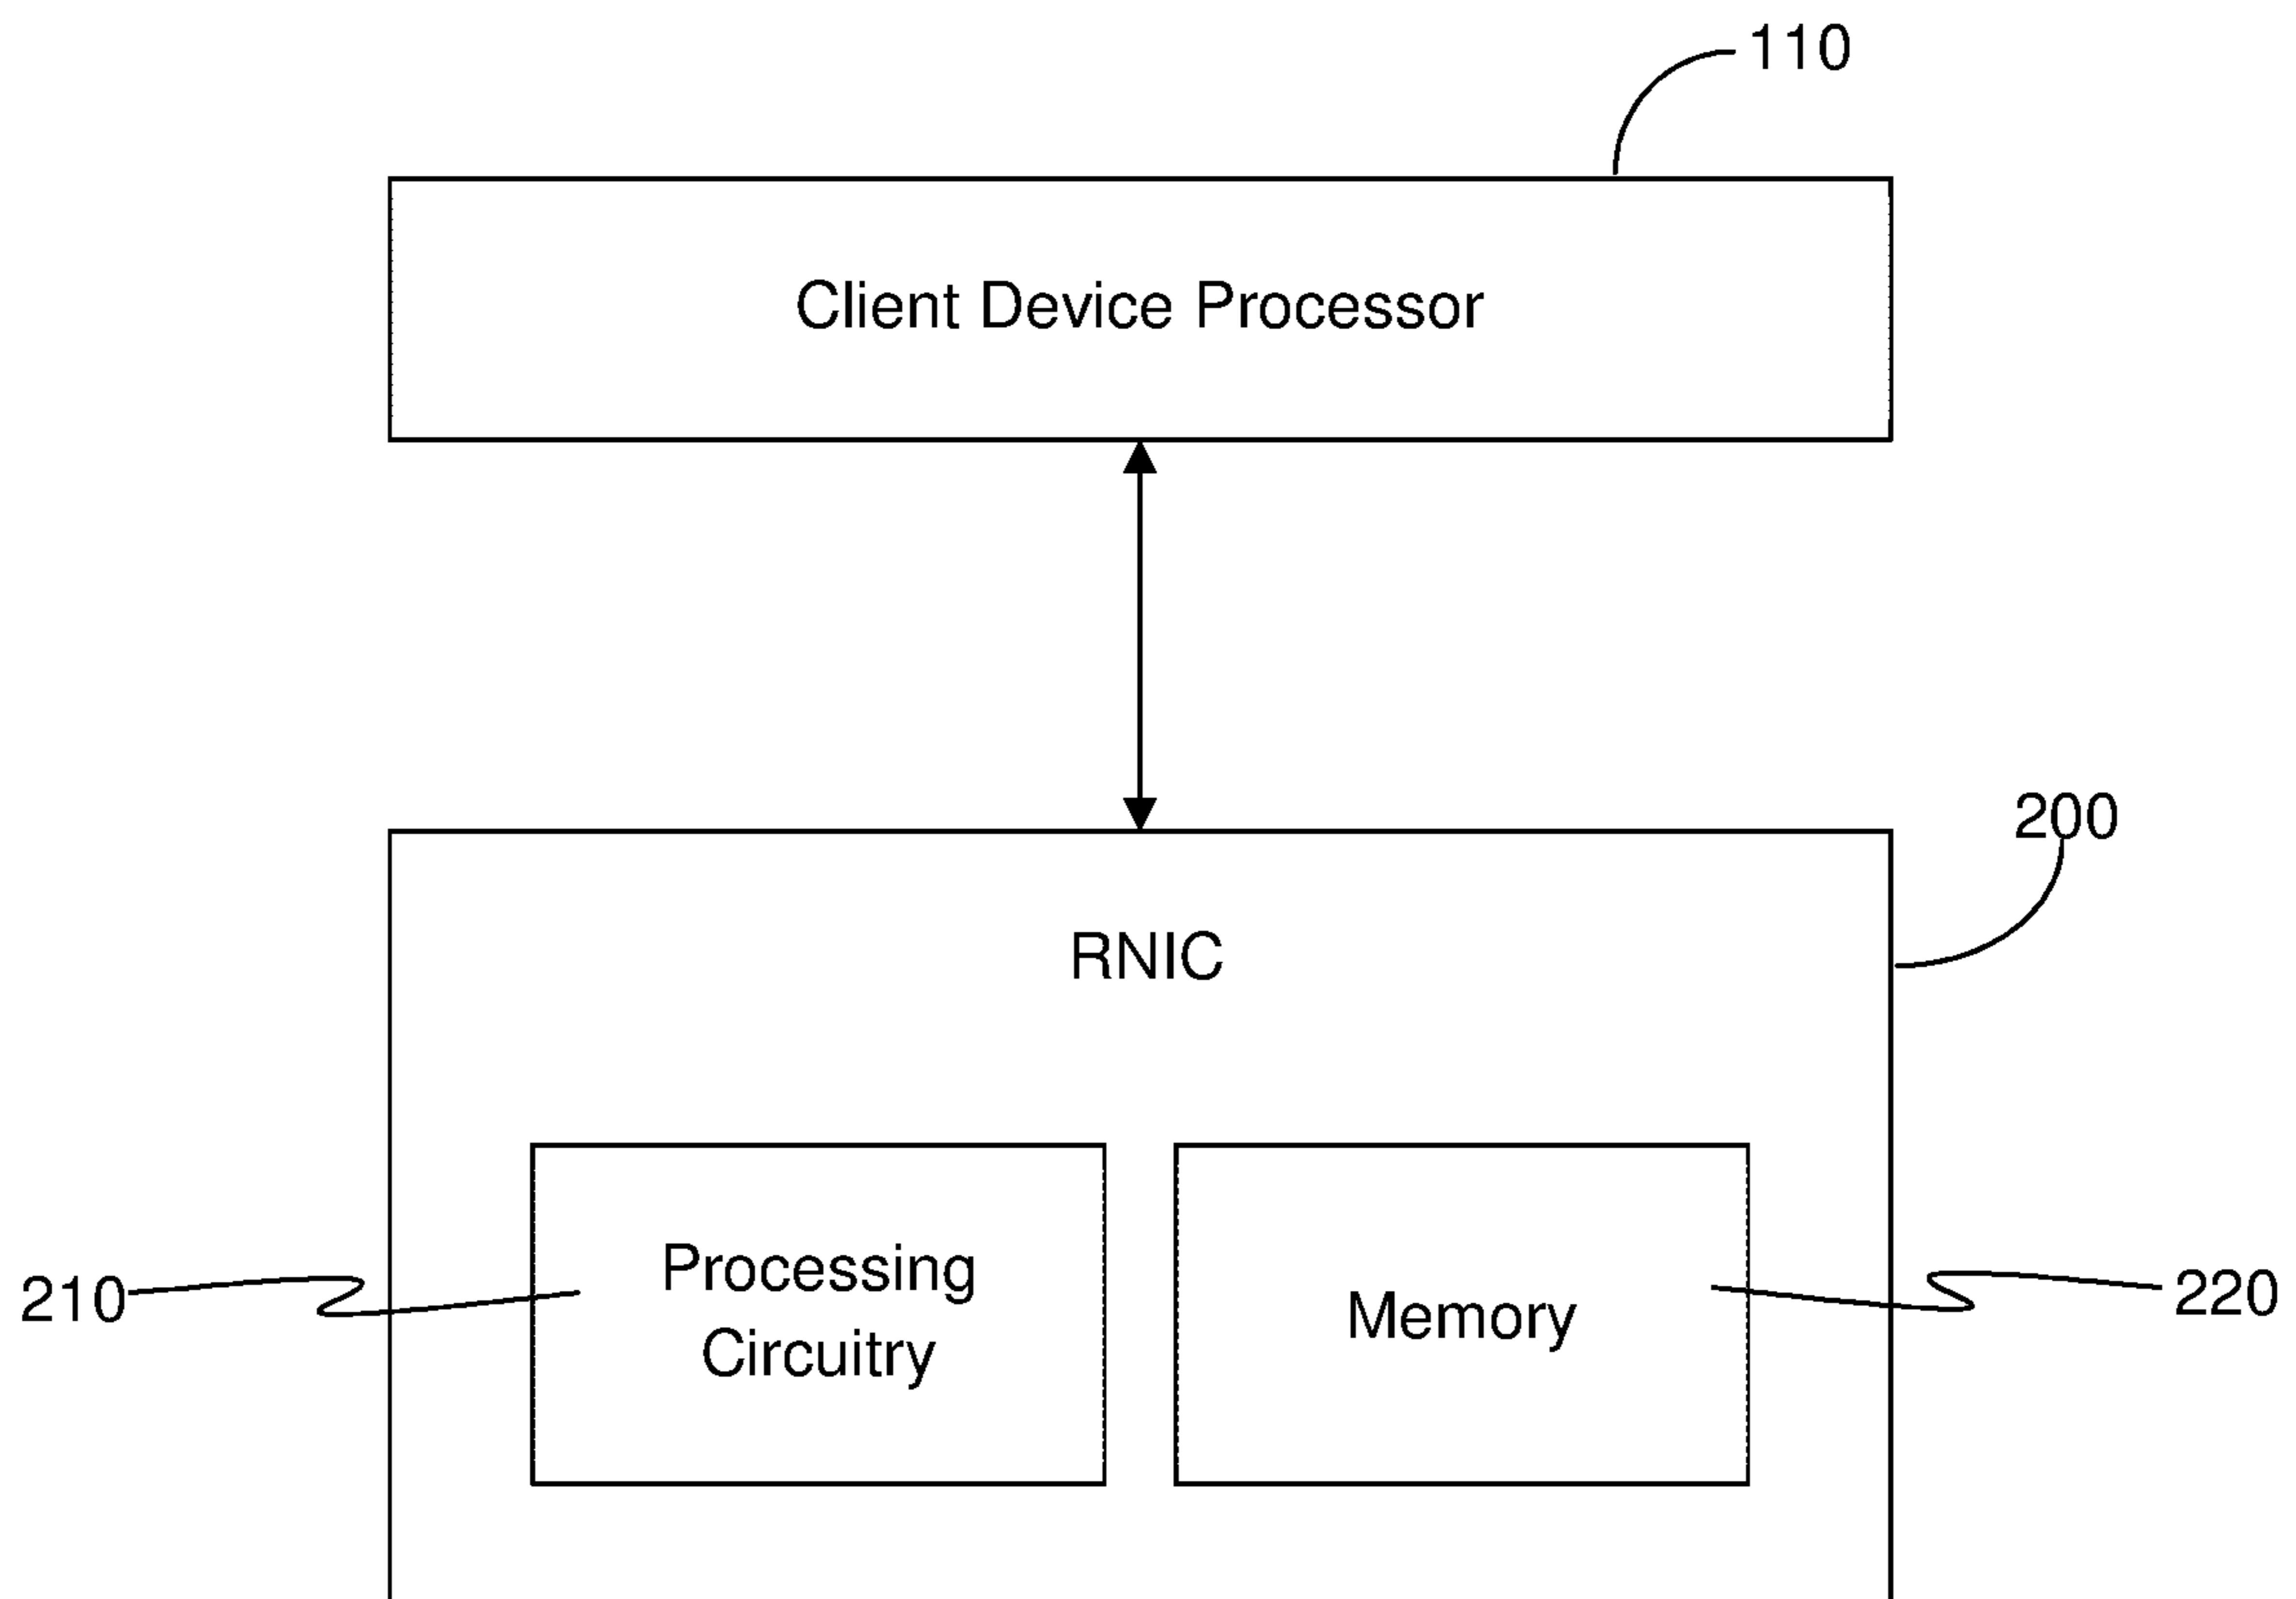 110
Client Device Processor
200
RNIC
210
Processing
Circuitry
Memory
220